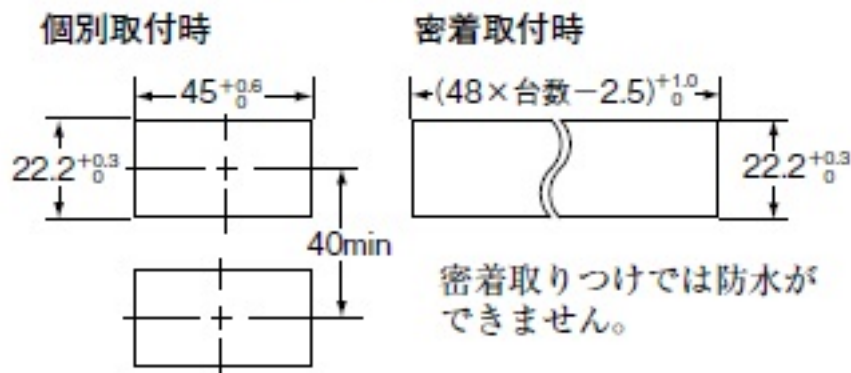 個別取付時
密着取付時
45+0.6 0
(48×台数−2.5)+1.0 0
22.2+0.3 0
22.2+0.3 0
40min
密着取りつけでは防水が
できません。